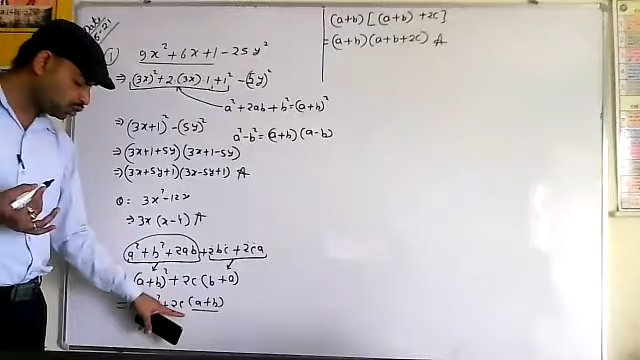 Date
① 9x² + 6x + 1 - 25y²
⇒ (3x)² + 2·(3x)·1 + 1² - (5y)²
a² + 2ab + b² = (a+b)²
⇒ (3x+1)² - (5y)²
a² - b² = (a+b) (a-b)
⇒ (3x+1+5y) (3x+1-5y)
⇒ (3x+5y+1) (3x-5y+1) A
Q: 3x² - 12x
⇒ 3x (x-4) A
a² + b² + 2ab + 2bc + 2ca
(a+b)² + 2c (b+a)
+ 2c (a+b)
(a+b) [(a+b) + 2c]
= (a+b) (a+b+2c) A